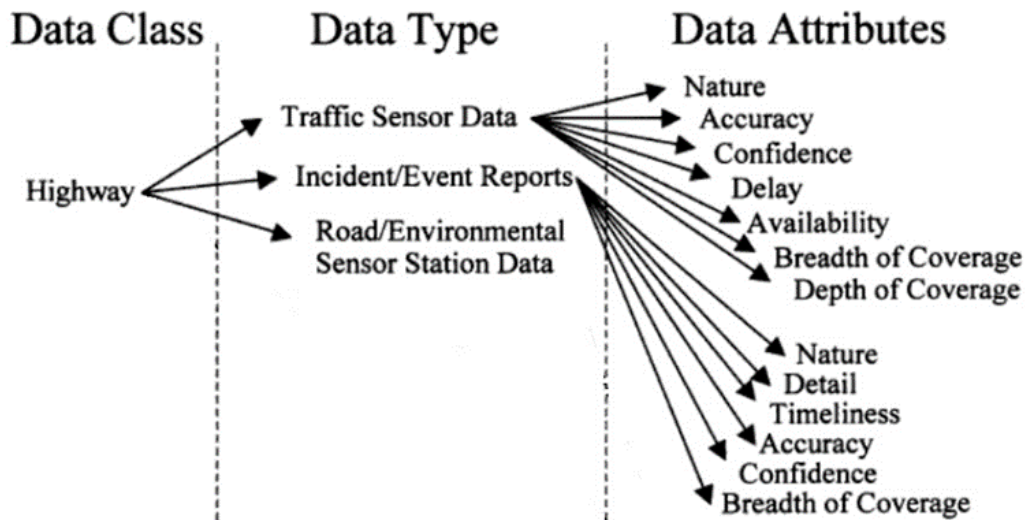 Data Class
Data Type
Data Attributes
Highway
Traffic Sensor Data
Incident/Event Reports
Road/Environmental
Sensor Station Data
Nature
Accuracy
Confidence
Delay
Availability
Breadth of Coverage
Depth of Coverage
Nature
Detail
Timeliness
Accuracy
Confidence
Breadth of Coverage